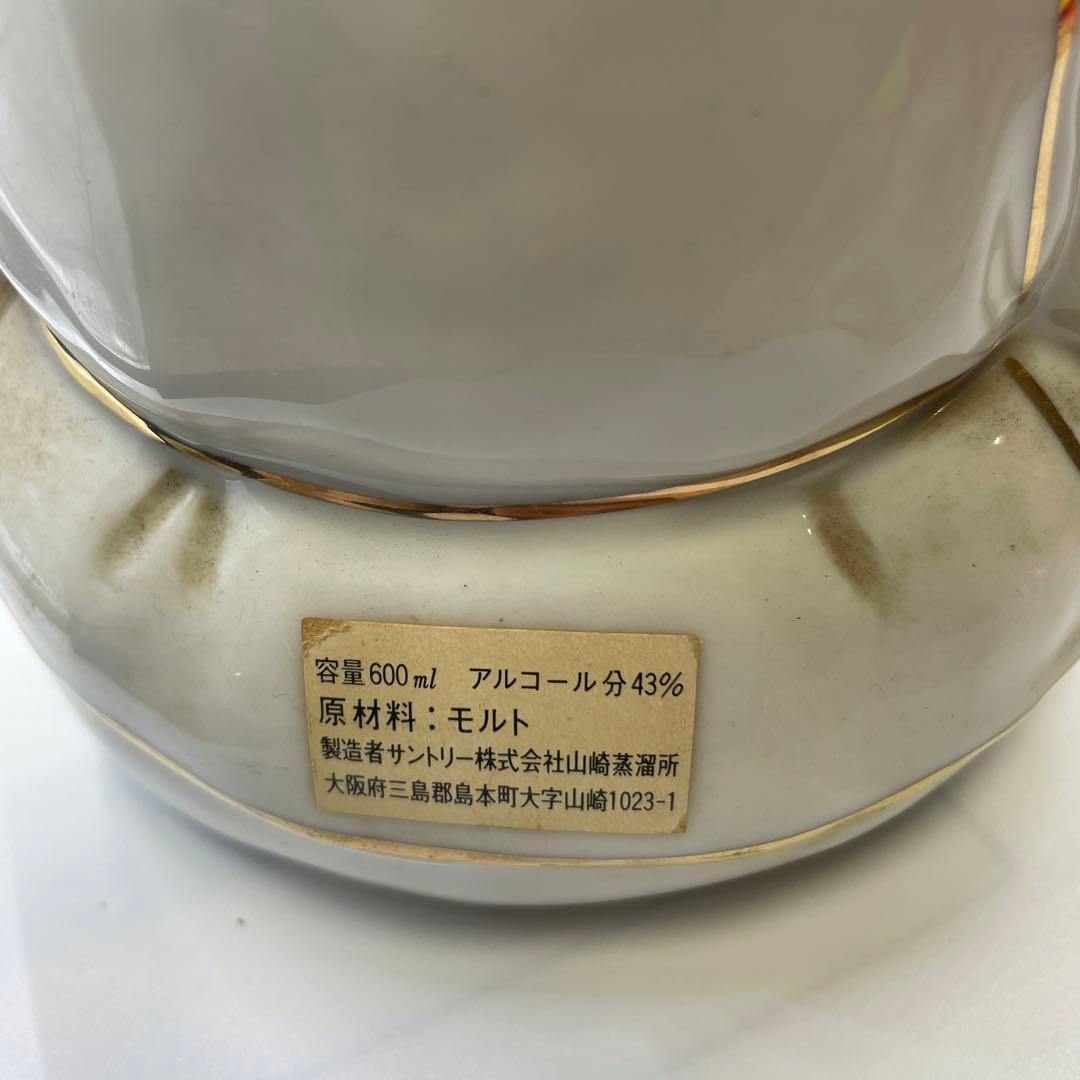 容量600ml アルコール分43%
原材料：モルト
製造者サントリー株式会社山崎蒸溜所
大阪府三島郡島本町大字山崎1023-1